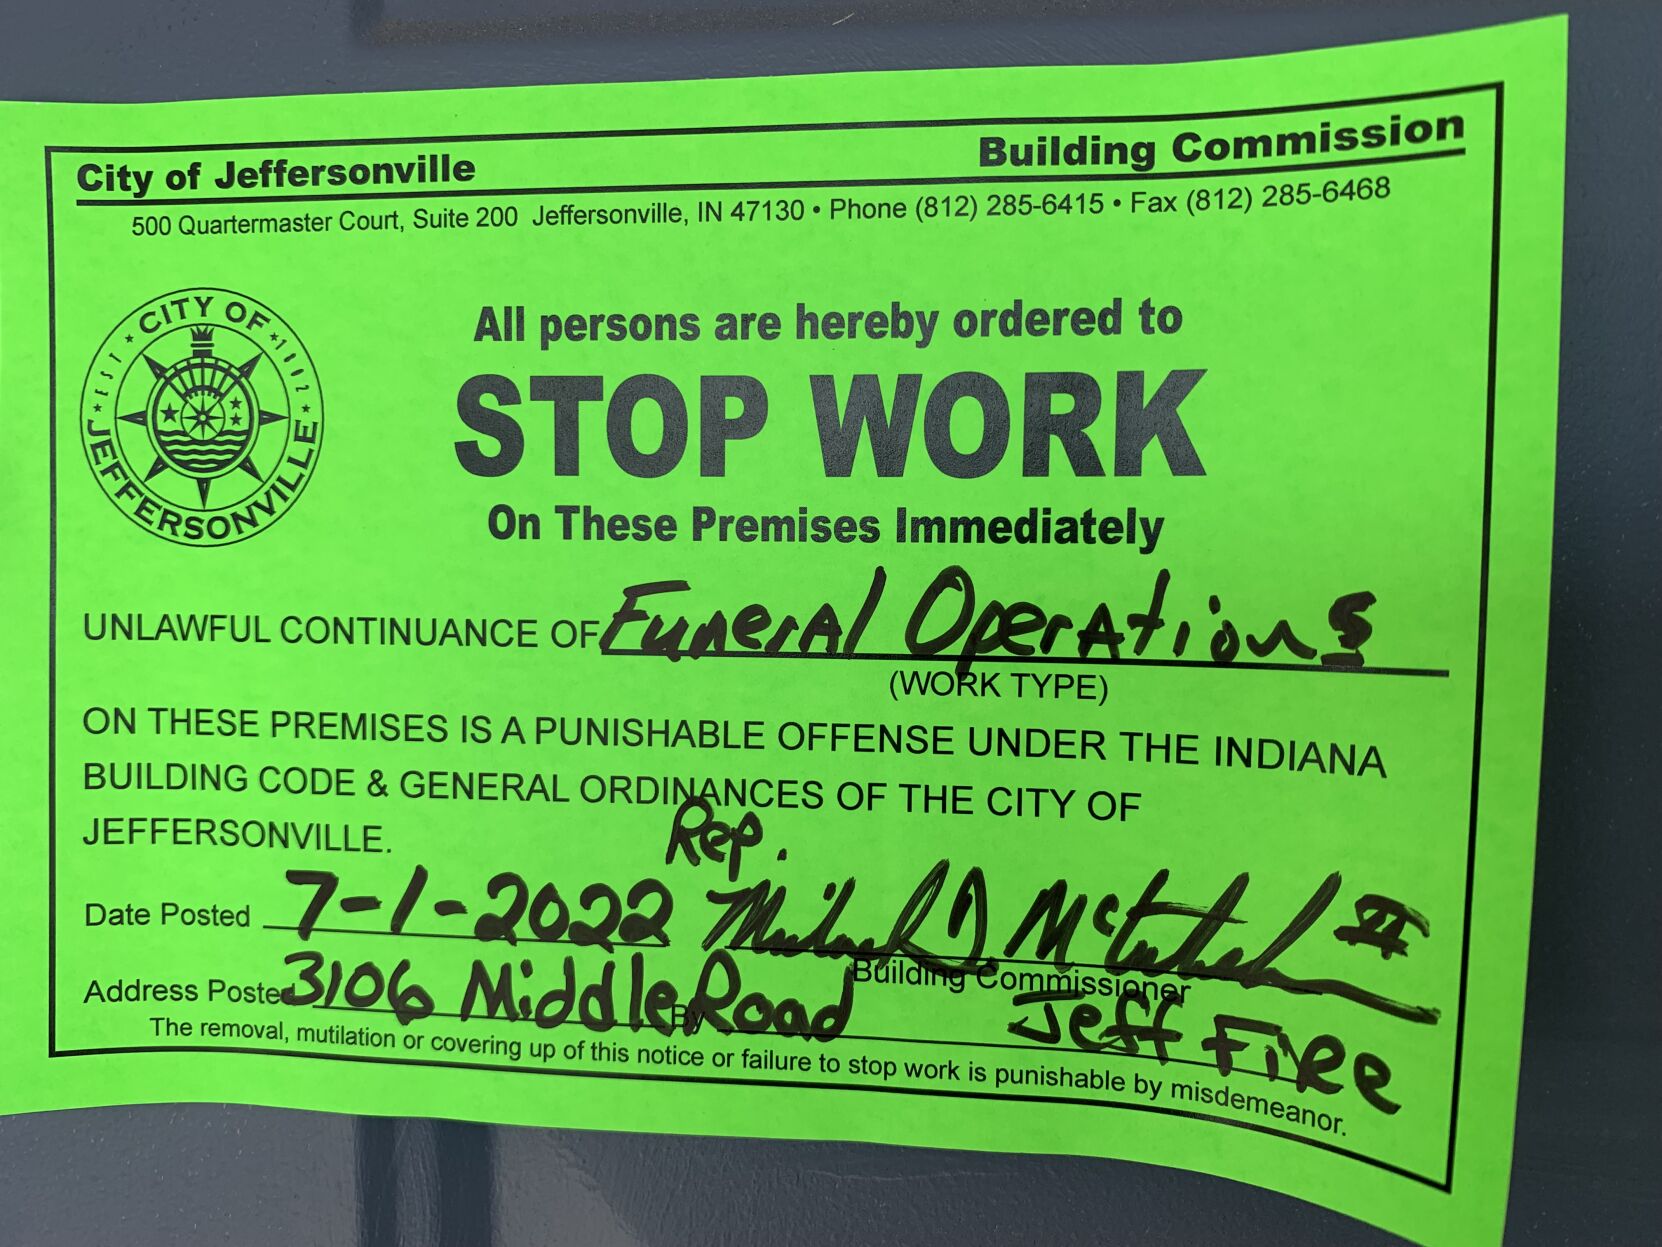 City of Jeffersonville Building Commission
500 Quartermaster Court, Suite 200 Jeffersonville, IN 47130 • Phone (812) 285-6415 • Fax (812) 285-6468
CITY OF JEFFERSONVILLE
EST 1802
All persons are hereby ordered to
STOP WORK
On These Premises Immediately
UNLAWFUL CONTINUANCE OF Funeral Operations
(WORK TYPE)
ON THESE PREMISES IS A PUNISHABLE OFFENSE UNDER THE INDIANA
BUILDING CODE & GENERAL ORDINANCES OF THE CITY OF
JEFFERSONVILLE.
Rep.
Date Posted 7-1-2022 Michael II
Building Commissioner
Address Posted 3106 Middle Road By Jeff Fire
The removal, mutilation or covering up of this notice or failure to stop work is punishable by misdemeanor.